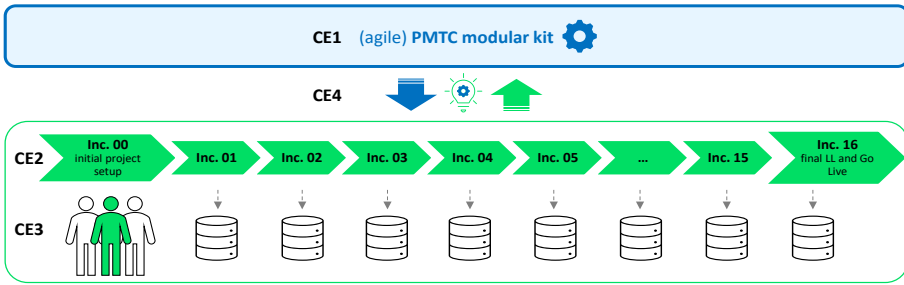 CE1 (agile) PMTC modular kit
CE4
CE2
Inc. 00
initial project
setup
Inc. 01
Inc. 02
Inc. 03
Inc. 04
Inc. 05
...
Inc. 15
Inc. 16
final LL and Go
Live
CE3